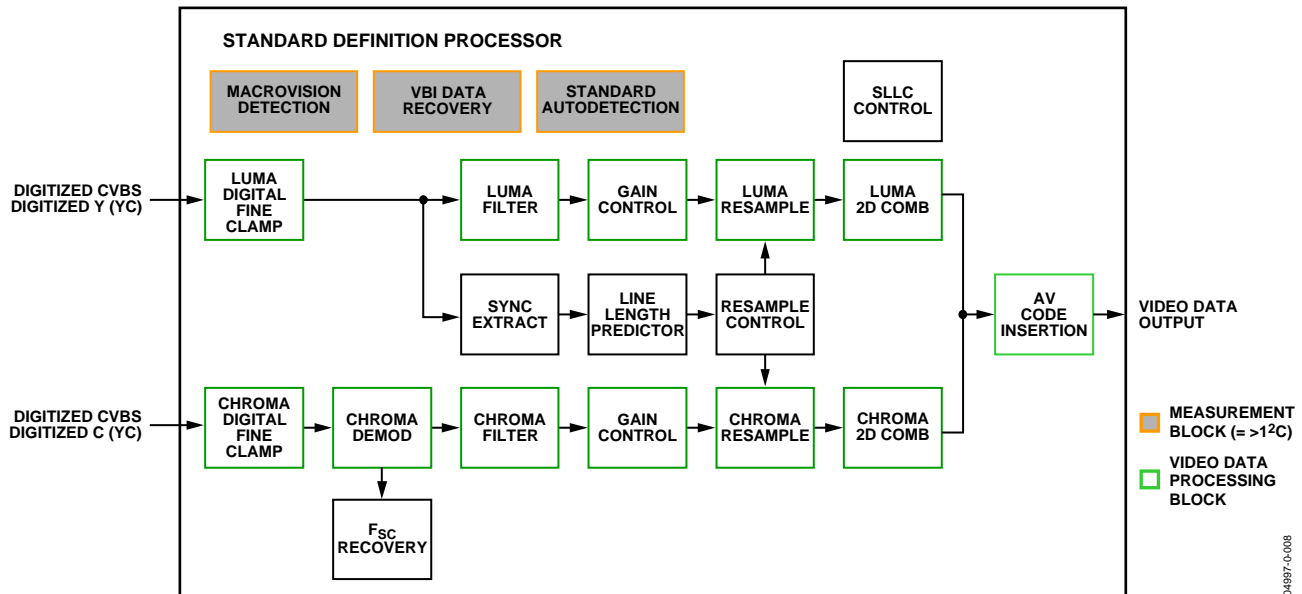 STANDARD DEFINITION PROCESSOR
MACROVISION
DETECTION
VBI DATA
RECOVERY
STANDARD
AUTODETECTION
SLLC
CONTROL
DIGITIZED CVBS
DIGITIZED Y (YC)
LUMA
DIGITAL
FINE
CLAMP
LUMA
FILTER
GAIN
CONTROL
LUMA
RESAMPLE
LUMA
2D COMB
SYNC
EXTRACT
LINE
LENGTH
PREDICTOR
RESAMPLE
CONTROL
AV
CODE
INSERTION
VIDEO DATA
OUTPUT
DIGITIZED CVBS
DIGITIZED C (YC)
CHROMA
DIGITAL
FINE
CLAMP
CHROMA
DEMOD
CHROMA
FILTER
GAIN
CONTROL
CHROMA
RESAMPLE
CHROMA
2D COMB
FSC
RECOVERY
MEASUREMENT
BLOCK (= >1²C)
VIDEO DATA
PROCESSING
BLOCK
04997-0-008